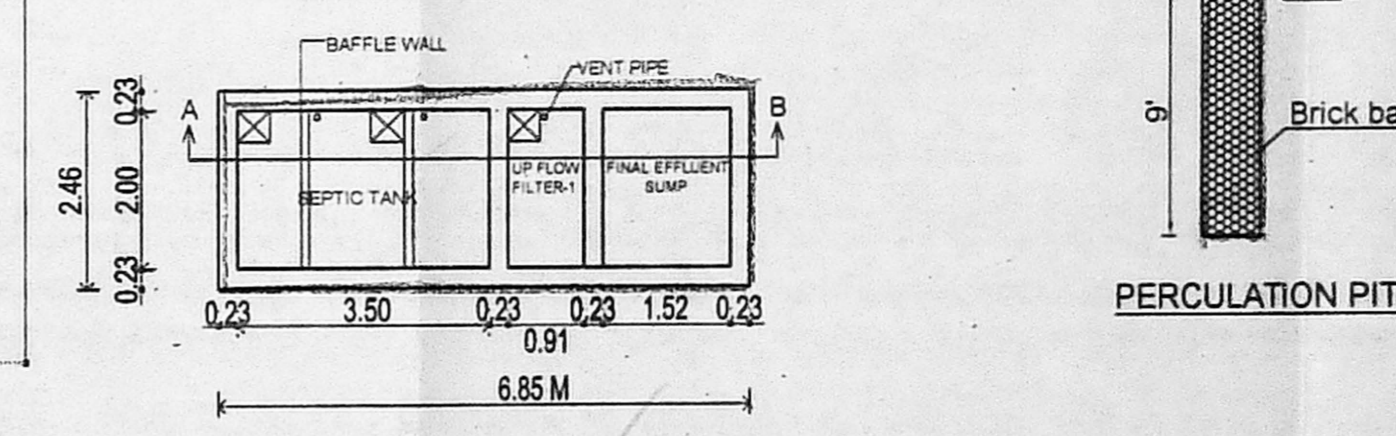 BAFFLE WALL
VENT PIPE
A
B
0.23
2.00
0.23
2.46
SEPTIC TANK
UP FLOW
FILTER-1
FINAL EFFLUENT
SUMP
0.23 3.50 0.23 0.23 1.52 0.23
0.91
6.85 M
9'
Brick ba
PERCULATION PIT